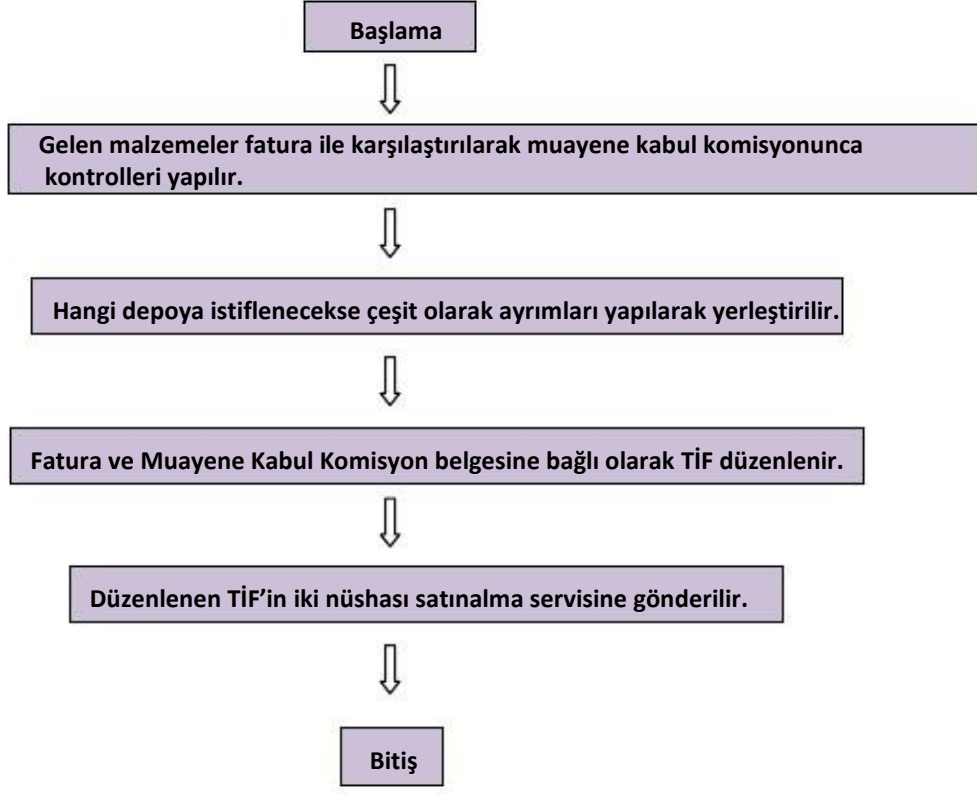 Başlama
Gelen malzemeler fatura ile karşılaştırılarak muayene kabul komisyonunca
kontrolleri yapılır.
Hangi depoya istiflenecekse çeşit olarak ayrımları yapılarak yerleştirilir.
Fatura ve Muayene Kabul Komisyon belgesine bağlı olarak TİF düzenlenir.
Düzenlenen TİF’in iki nüshası satınalma servisine gönderilir.
Bitiş